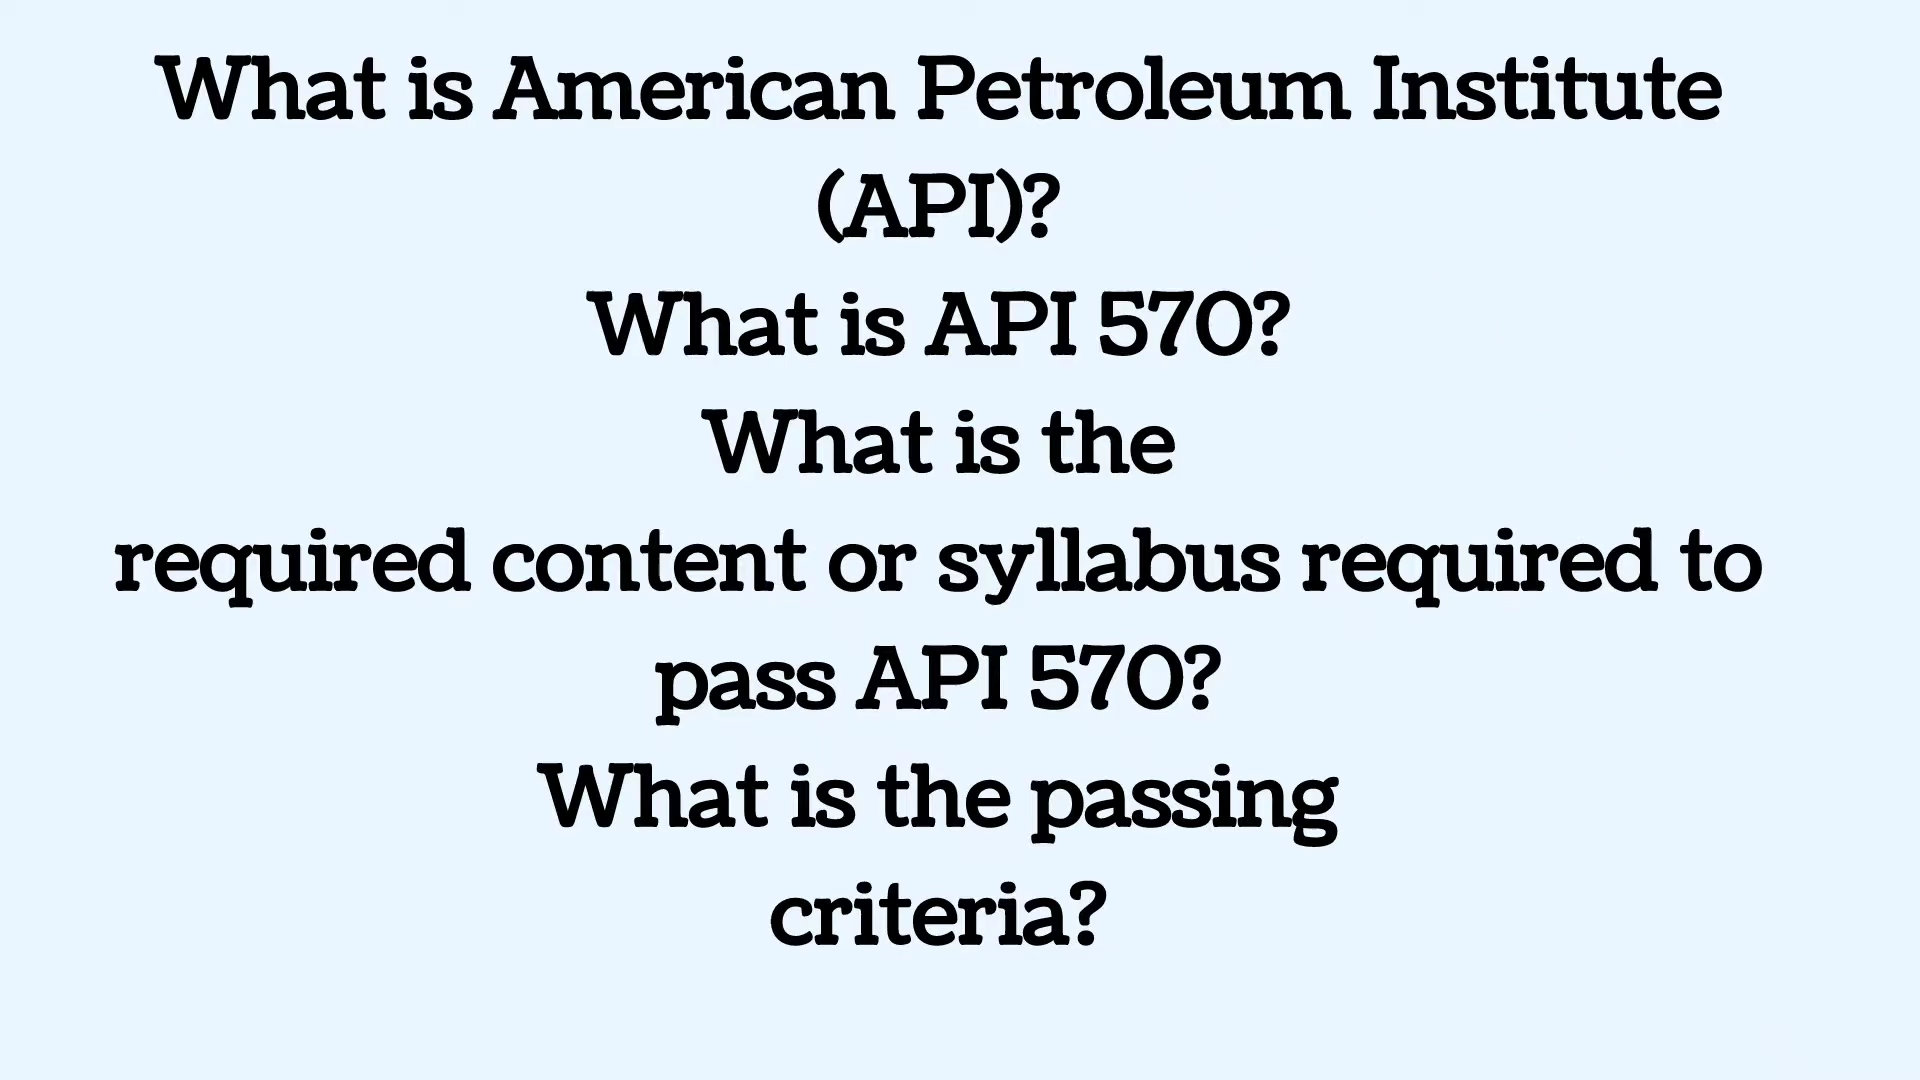 What is American Petroleum Institute
(API)?
What is API 570?
What is the
required content or syllabus required to
pass API 570?
What is the passing
criteria?